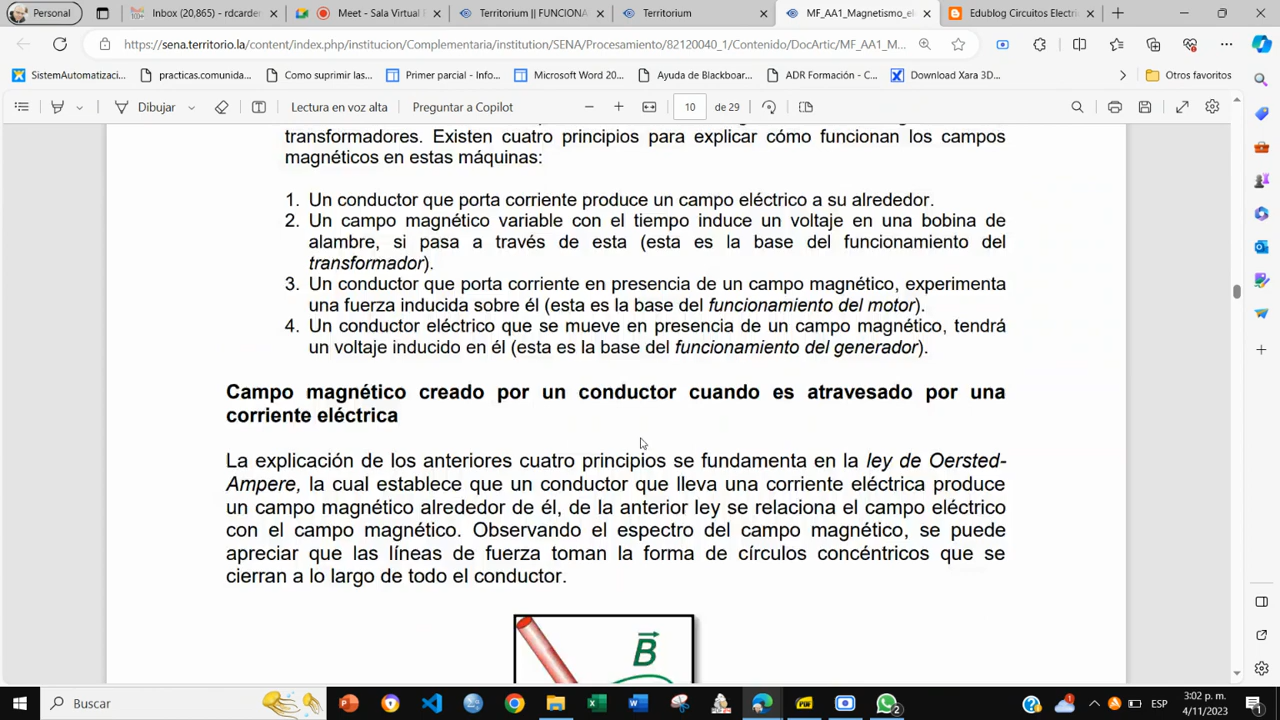 Personal
Inbox (20,865) - rdcarden
Meet - Sala Virtual
Territorium || FUNCIONA
Territorium
MF_AA1_Magnetismo_el
Edublog Circuitos Electri
https://sena.territorio.la/content/index.php/institucion/Complementaria/institution/SENA/Procesamiento/82120040_1/Contenido/DocArtic/MF_AA1_M...
SistemaAutomatizaci...
practicas.comunida...
Como suprimir las...
Primer parcial - Info...
Microsoft Word 20...
Ayuda de Blackboar...
ADR Formación - C...
Download Xara 3D...
Otros favoritos
Dibujar
Lectura en voz alta
Preguntar a Copilot
10
de 29
transformadores. Existen cuatro principios para explicar cómo funcionan los campos
magnéticos en estas máquinas:
1. Un conductor que porta corriente produce un campo eléctrico a su alrededor.
2. Un campo magnético variable con el tiempo induce un voltaje en una bobina de
alambre, si pasa a través de esta (esta es la base del funcionamiento del
transformador).
3. Un conductor que porta corriente en presencia de un campo magnético, experimenta
una fuerza inducida sobre él (esta es la base del funcionamiento del motor).
4. Un conductor eléctrico que se mueve en presencia de un campo magnético, tendrá
un voltaje inducido en él (esta es la base del funcionamiento del generador).
Campo magnético creado por un conductor cuando es atravesado por una
corriente eléctrica
La explicación de los anteriores cuatro principios se fundamenta en la ley de Oersted-
Ampere, la cual establece que un conductor que lleva una corriente eléctrica produce
un campo magnético alrededor de él, de la anterior ley se relaciona el campo eléctrico
con el campo magnético. Observando el espectro del campo magnético, se puede
apreciar que las líneas de fuerza toman la forma de círculos concéntricos que se
cierran a lo largo de todo el conductor.
B
Buscar
2
ESP
3:02 p. m.
4/11/2023
1